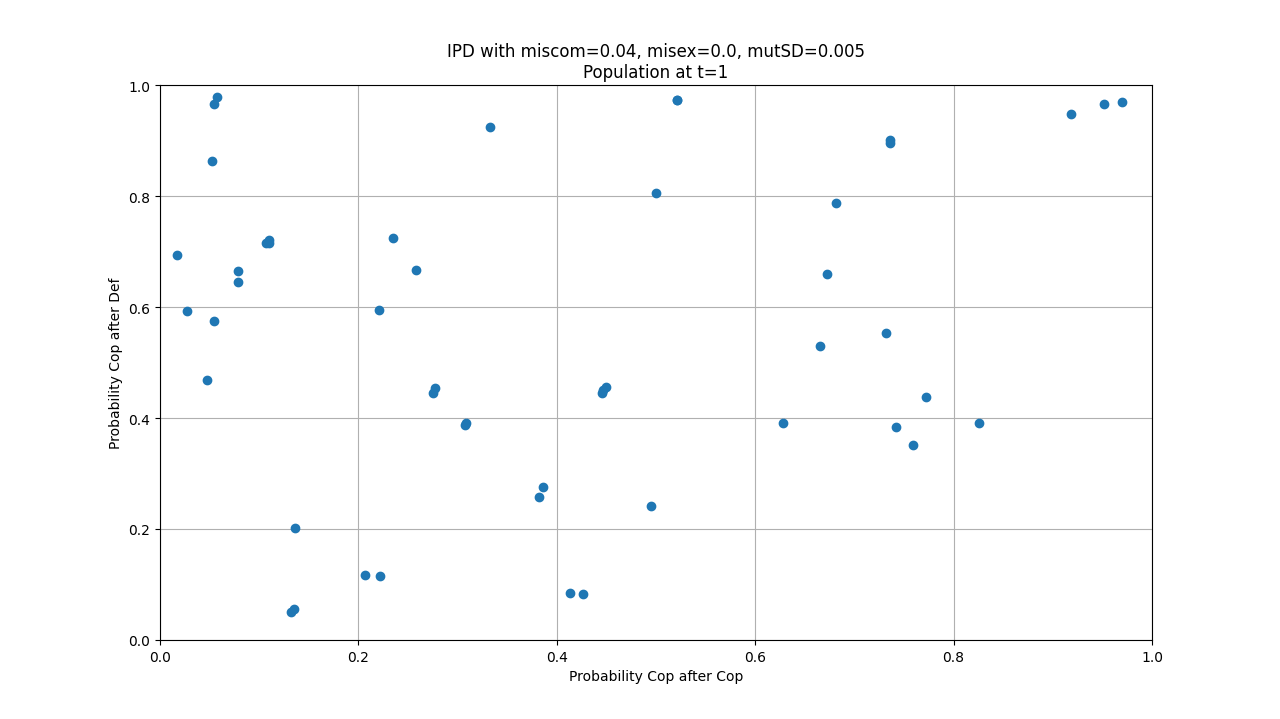 IPD with miscom=0.04, misex=0.0, mutSD=0.005
Population at t=1
1.0
0.8
0.6
0.4
0.2
0.0
Probability Cop after Def
0.0 0.2 0.4 0.6 0.8 1.0
Probability Cop after Cop